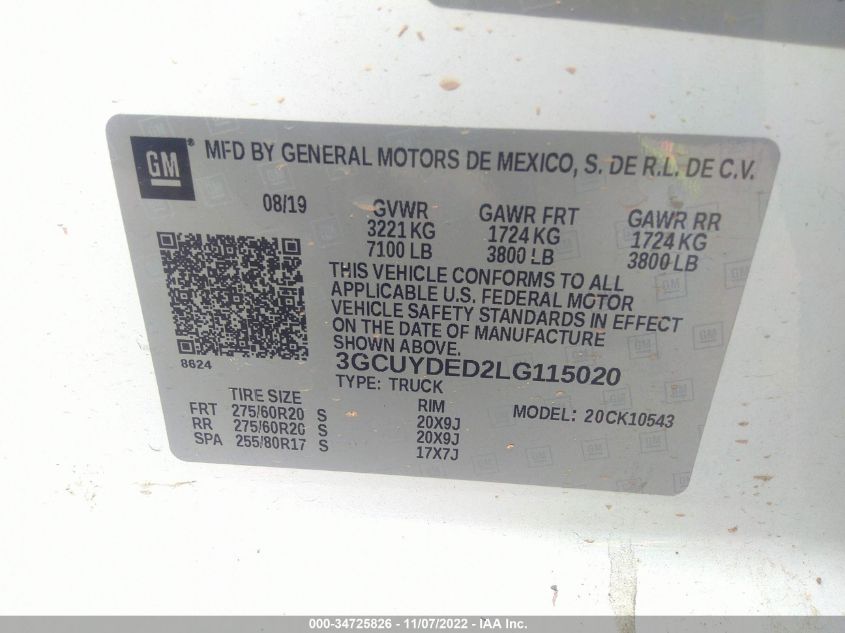 GM ® MFD BY GENERAL MOTORS DE MEXICO, S. DE R.L. DE C.V.
08/19 GVWR GAWR FRT GAWR RR
3221 KG 1724 KG 1724 KG
7100 LB 3800 LB 3800 LB
THIS VEHICLE CONFORMS TO ALL
APPLICABLE U.S. FEDERAL MOTOR
VEHICLE SAFETY STANDARDS IN EFFECT
ON THE DATE OF MANUFACTURE
SHOWN ABOVE.
8624 3GCUYDED2LG115020
TYPE: TRUCK
TIRE SIZE RIM MODEL: 20CK10543
FRT 275/60R20 S 20X9J
RR 275/60R20 S 20X9J
SPA 255/80R17 S 17X7J
000-34725826 - 11/07/2022 - IAA Inc.